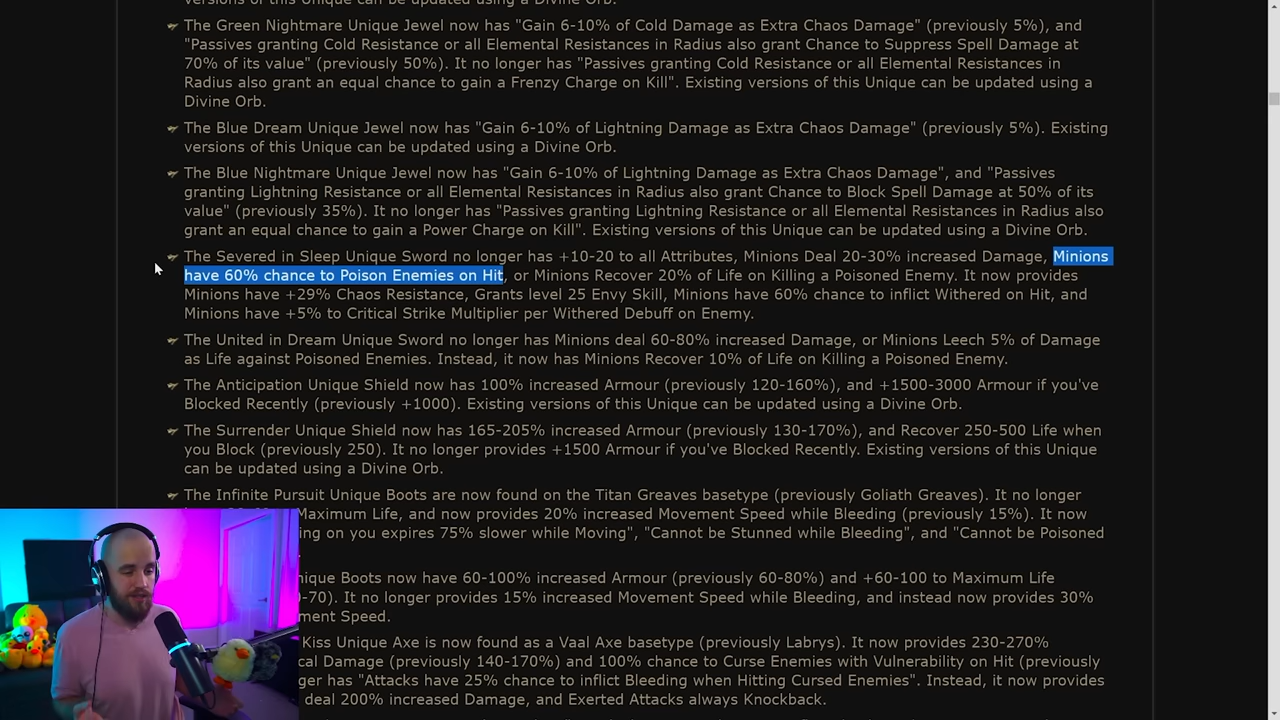 versions of this Unique can be updated using a Divine Orb.
The Green Nightmare Unique Jewel now has "Gain 6-10% of Cold Damage as Extra Chaos Damage" (previously 5%), and
"Passives granting Cold Resistance or all Elemental Resistances in Radius also grant Chance to Suppress Spell Damage at
70% of its value" (previously 50%). It no longer has "Passives granting Cold Resistance or all Elemental Resistances in
Radius also grant an equal chance to gain a Frenzy Charge on Kill". Existing versions of this Unique can be updated using a
Divine Orb.
The Blue Dream Unique Jewel now has "Gain 6-10% of Lightning Damage as Extra Chaos Damage" (previously 5%). Existing
versions of this Unique can be updated using a Divine Orb.
The Blue Nightmare Unique Jewel now has "Gain 6-10% of Lightning Damage as Extra Chaos Damage", and "Passives
granting Lightning Resistance or all Elemental Resistances in Radius also grant Chance to Block Spell Damage at 50% of its
value" (previously 35%). It no longer has "Passives granting Lightning Resistance or all Elemental Resistances in Radius also
grant an equal chance to gain a Power Charge on Kill". Existing versions of this Unique can be updated using a Divine Orb.
The Severed in Sleep Unique Sword no longer has +10-20 to all Attributes, Minions Deal 20-30% increased Damage, Minions
have 60% chance to Poison Enemies on Hit, or Minions Recover 20% of Life on Killing a Poisoned Enemy. It now provides
Minions have +29% Chaos Resistance, Grants level 25 Envy Skill, Minions have 60% chance to inflict Withered on Hit, and
Minions have +5% to Critical Strike Multiplier per Withered Debuff on Enemy.
The United in Dream Unique Sword no longer has Minions deal 60-80% increased Damage, or Minions Leech 5% of Damage
as Life against Poisoned Enemies. Instead, it now has Minions Recover 10% of Life on Killing a Poisoned Enemy.
The Anticipation Unique Shield now has 100% increased Armour (previously 120-160%), and +1500-3000 Armour if you've
Blocked Recently (previously +1000). Existing versions of this Unique can be updated using a Divine Orb.
The Surrender Unique Shield now has 165-205% increased Armour (previously 130-170%), and Recover 250-500 Life when
you Block (previously 250). It no longer provides +1500 Armour if you've Blocked Recently. Existing versions of this Unique
can be updated using a Divine Orb.
The Infinite Pursuit Unique Boots are now found on the Titan Greaves basetype (previously Goliath Greaves). It no longer
Maximum Life, and now provides 20% increased Movement Speed while Bleeding (previously 15%). It now
ing on you expires 75% slower while Moving", "Cannot be Stunned while Bleeding", and "Cannot be Poisoned
nique Boots now have 60-100% increased Armour (previously 60-80%) and +60-100 to Maximum Life
-70). It no longer provides 15% increased Movement Speed while Bleeding, and instead now provides 30%
ment Speed.
Kiss Unique Axe is now found as a Vaal Axe basetype (previously Labrys). It now provides 230-270%
cal Damage (previously 140-170%) and 100% chance to Curse Enemies with Vulnerability on Hit (previously
ger has "Attacks have 25% chance to inflict Bleeding when Hitting Cursed Enemies". Instead, it now provides
deal 200% increased Damage, and Exerted Attacks always Knockback.